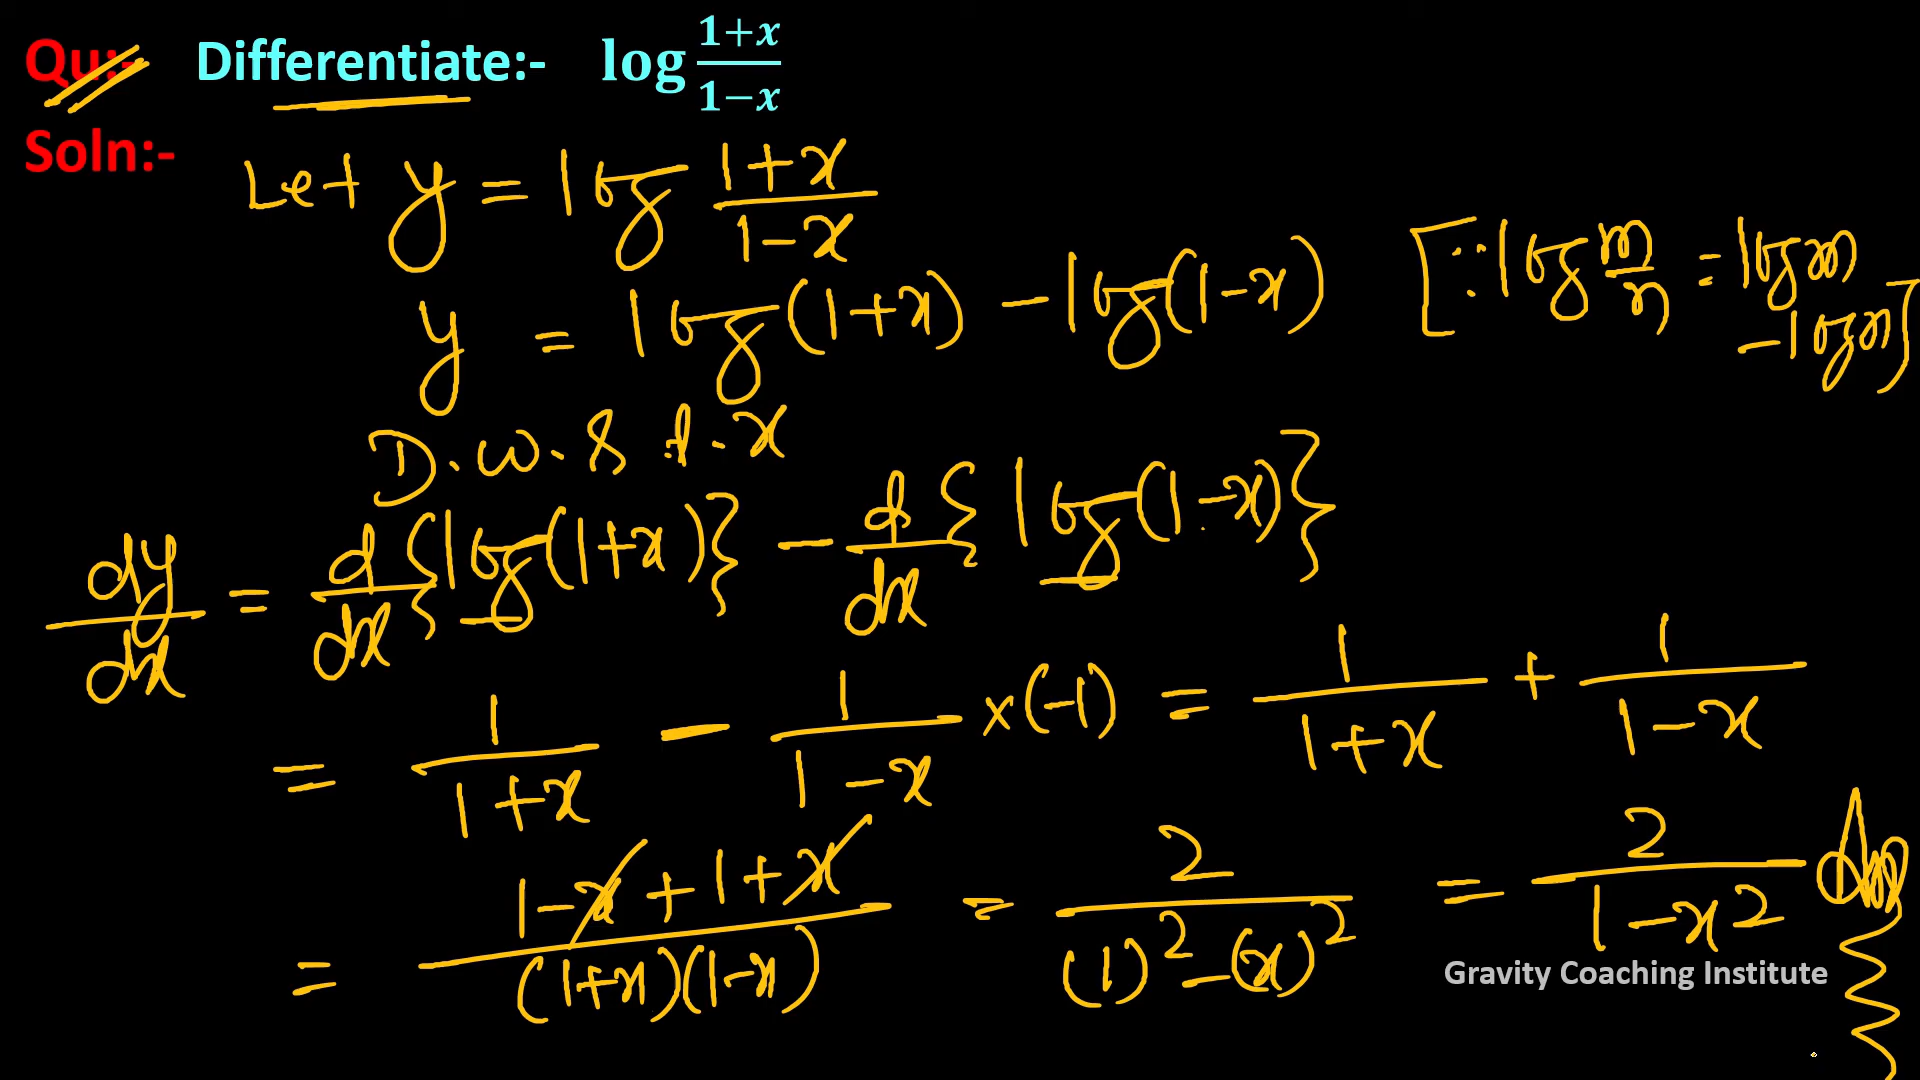 Qu:- Differentiate:- log (1+x)/(1-x)
Soln:-
Let y = log (1+x)/(1-x)
y = log(1+x) - log(1-x) [∵ log m/n = log m - log n]
D.w.r.t.x
dy/dx = d/dx{log(1+x)} - d/dx{log(1-x)}
= 1/(1+x) - 1/(1-x) x(-1) = 1/(1+x) + 1/(1-x)
= (1-x+1+x)/((1+x)(1-x)) = 2/((1)²-(x)²) = 2/(1-x²) Ans
Gravity Coaching Institute